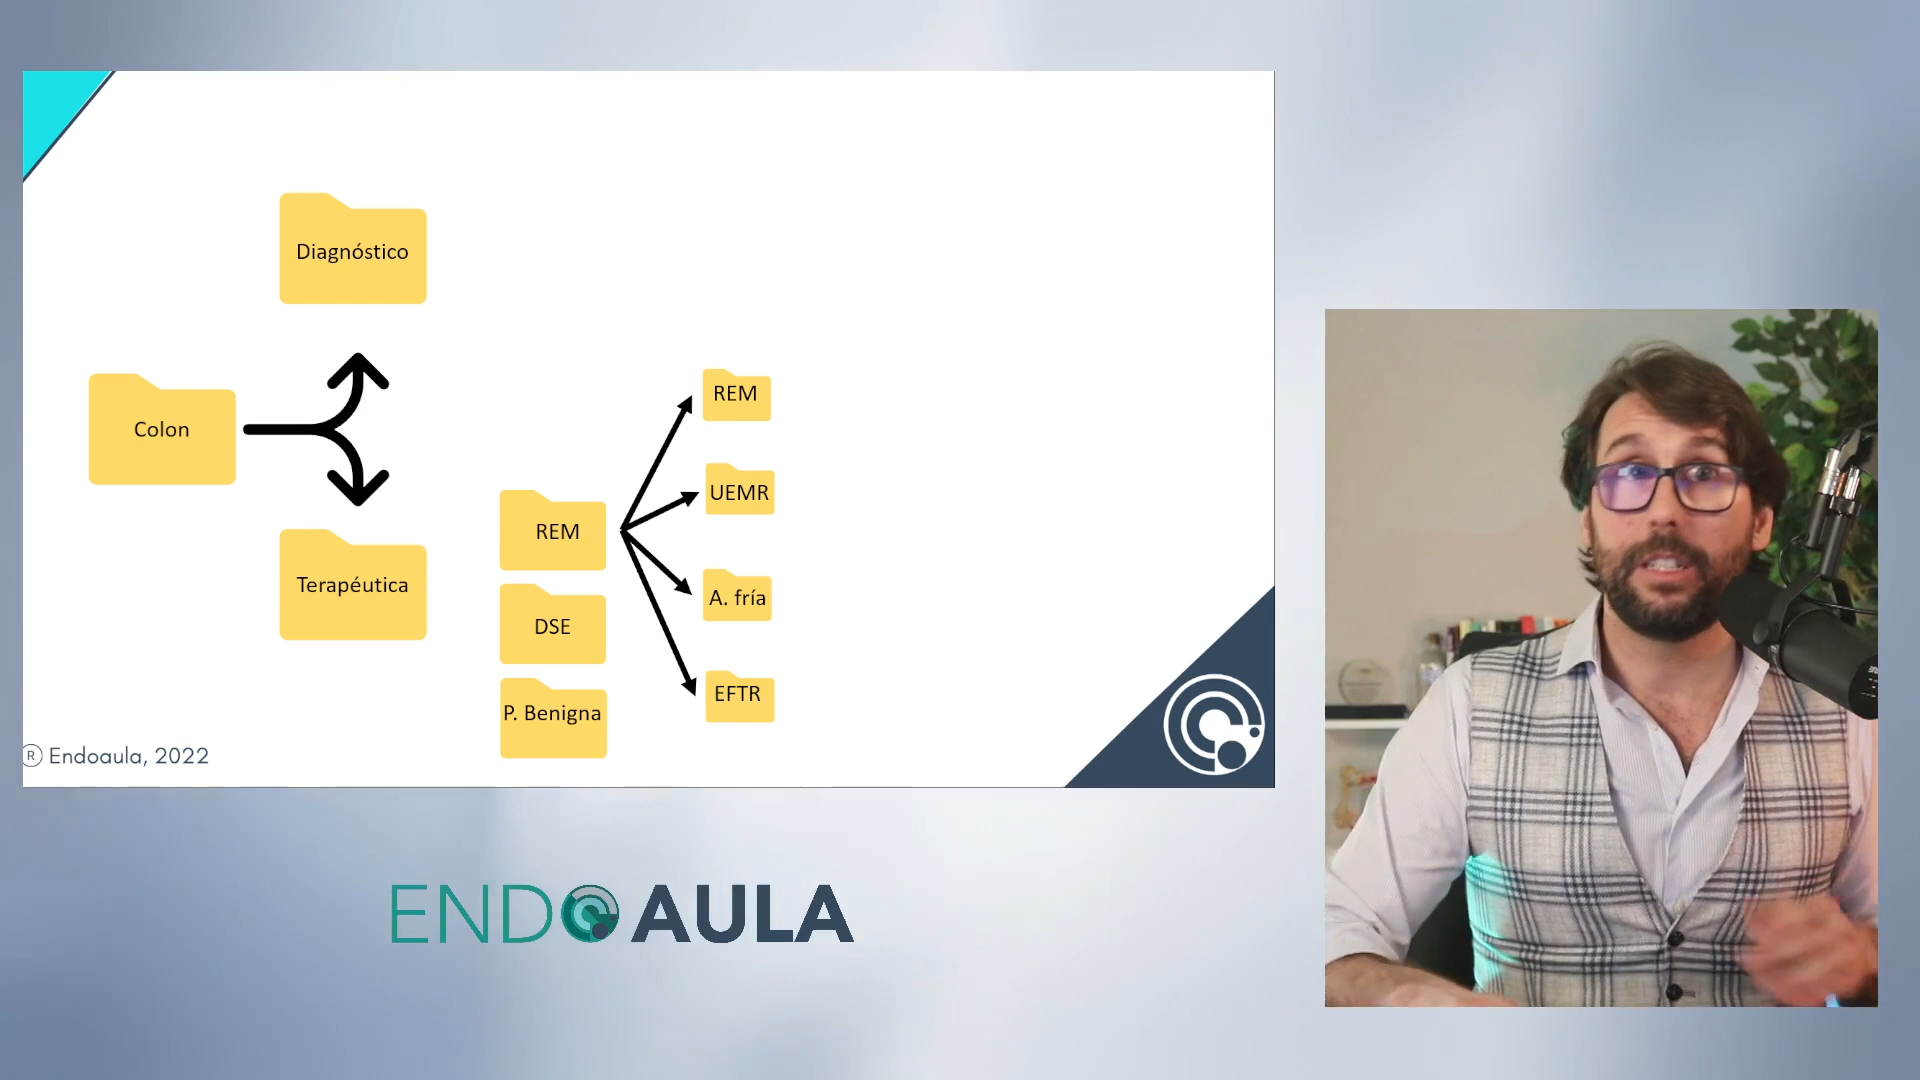 Diagnóstico
Colon
Terapéutica
REM
DSE
P. Benigna
REM
UEMR
A. fría
EFTR
® Endoaula, 2022
ENDOAULA